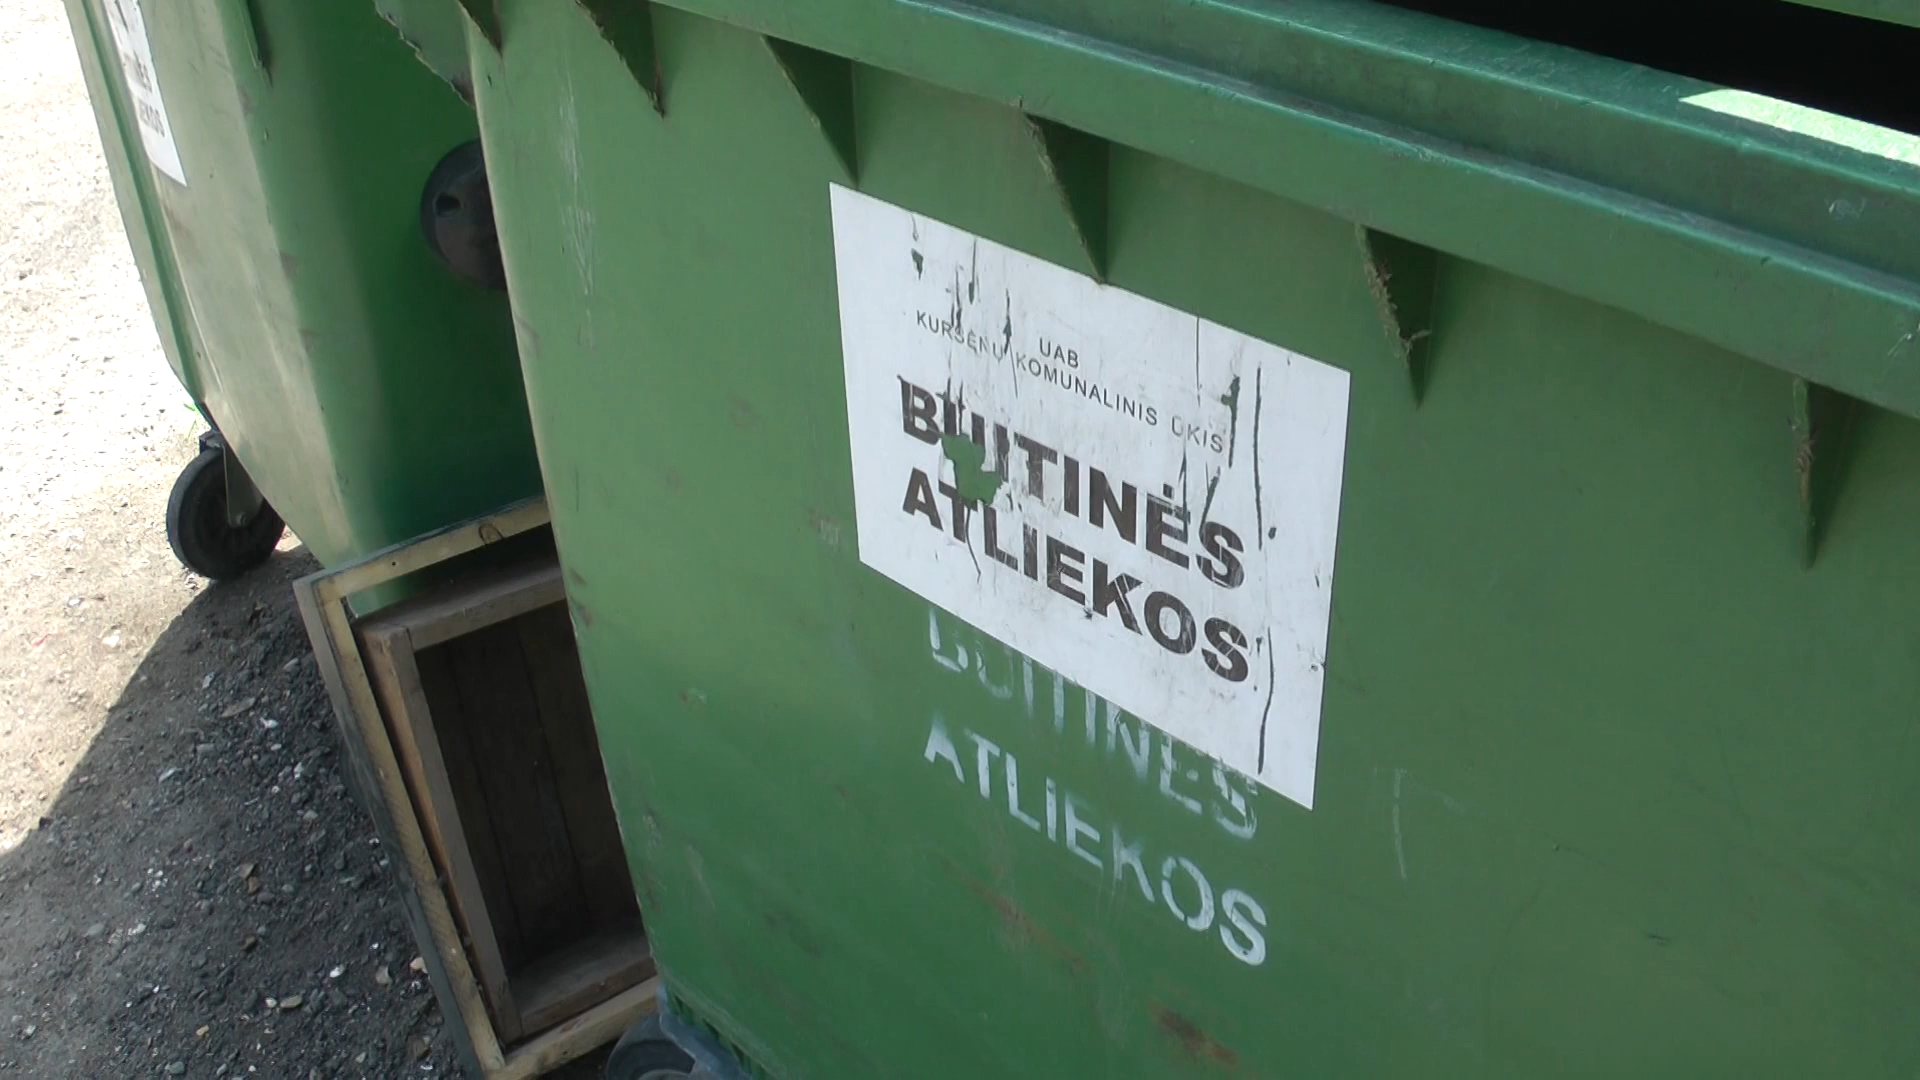 UAB
KURŠĖNŲ KOMUNALINIS ŪKIS
BUITINĖS
ATLIEKOS
BUITINĖS
ATLIEKOS